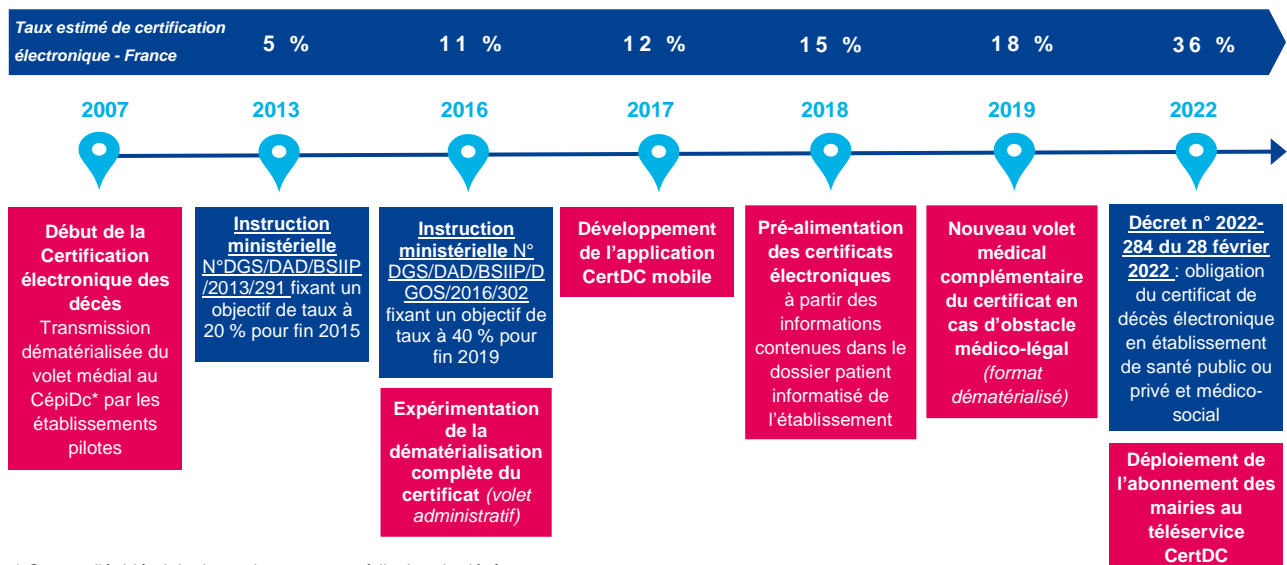 Taux estimé de certification
électronique - France
5 %
11 %
12 %
15 %
18 %
36 %
2007
2013
2016
2017
2018
2019
2022
Début de la
Certification
électronique des
décès
Transmission
dématérialisée du
volet médial au
CépiDc* par les
établissements
pilotes
Instruction
ministérielle
N°DGS/DAD/BSIIP
/2013/291 fixant un
objectif de taux à
20 % pour fin 2015
Instruction
ministérielle N°
DGS/DAD/BSIIP/D
GOS/2016/302
fixant un objectif de
taux à 40 % pour
fin 2019
Expérimentation
de la
dématérialisation
complète du
certificat (volet
administratif)
Développement
de l'application
CertDC mobile
Pré-alimentation
des certificats
électroniques
à partir des
informations
contenues dans le
dossier patient
informatisé de
l'établissement
Nouveau volet
médical
complémentaire
du certificat en
cas d'obstacle
médico-légal
(format
dématérialisé)
Décret n° 2022-
284 du 28 février
2022 : obligation
du certificat de
décès électronique
en établissement
de santé public ou
privé et médico-
social
Déploiement de
l'abonnement des
mairies au
téléservice
CertDC